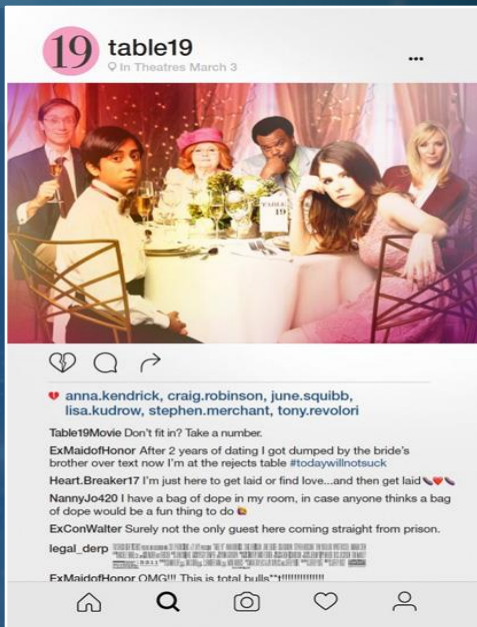 19 table19
In Theatres March 3
TABLE
19
anna.kendrick, craig.robinson, june.squibb,
lisa.kudrow, stephen.merchant, tony.revolori
Table19Movie Don't fit in? Take a number.
ExMaidofHonor After 2 years of dating I got dumped by the bride's
brother over text now I'm at the rejects table #todaywillnotsuck
Heart.Breaker17 I'm just here to get laid or find love...and then get laid
NannyJo420 I have a bag of dope in my room, in case anyone thinks a bag
of dope would be a fun thing to do
ExConWalter Surely not the only guest here coming straight from prison.
legal_derp
ExMaidofHonor OMG!!! This is total bulls**t!!!!!!!!!!!!!